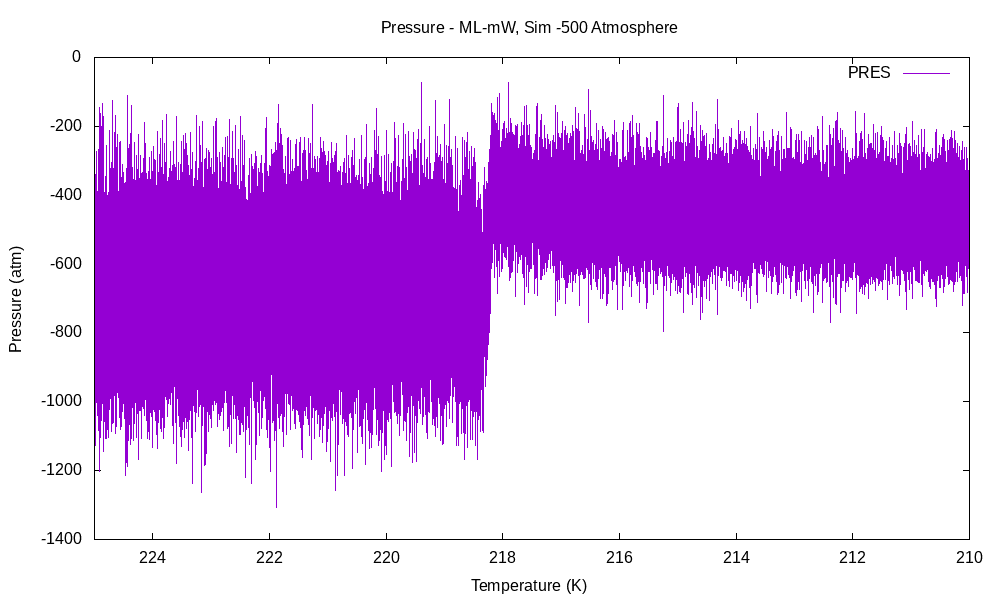 Pressure - ML-mW, Sim -500 Atmosphere
PRES
0
-200
-400
-600
-800
-1000
-1200
-1400
Pressure (atm)
224 222 220 218 216 214 212 210
Temperature (K)